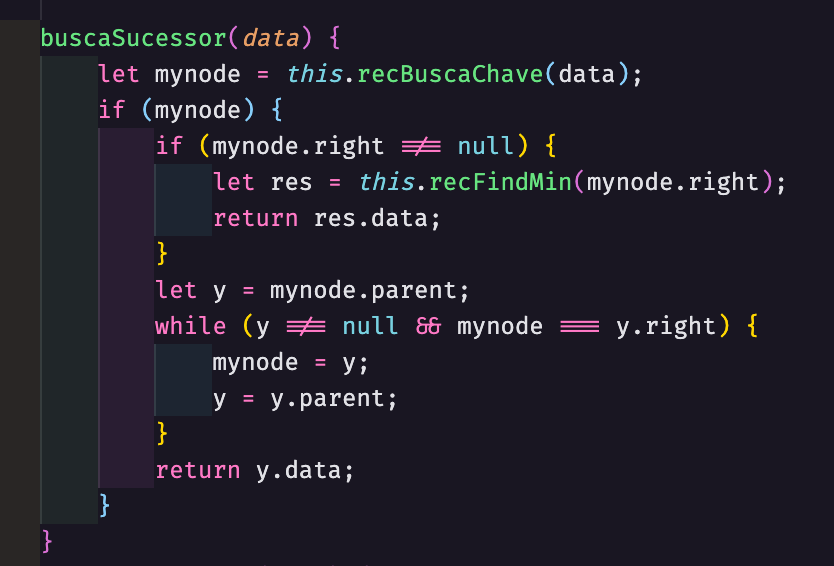 buscaSucessor(data) {
let mynode = this.recBuscaChave(data);
if (mynode) {
if (mynode.right !== null) {
let res = this.recFindMin(mynode.right);
return res.data;
}
let y = mynode.parent;
while (y !== null && mynode === y.right) {
mynode = y;
y = y.parent;
}
return y.data;
}
}